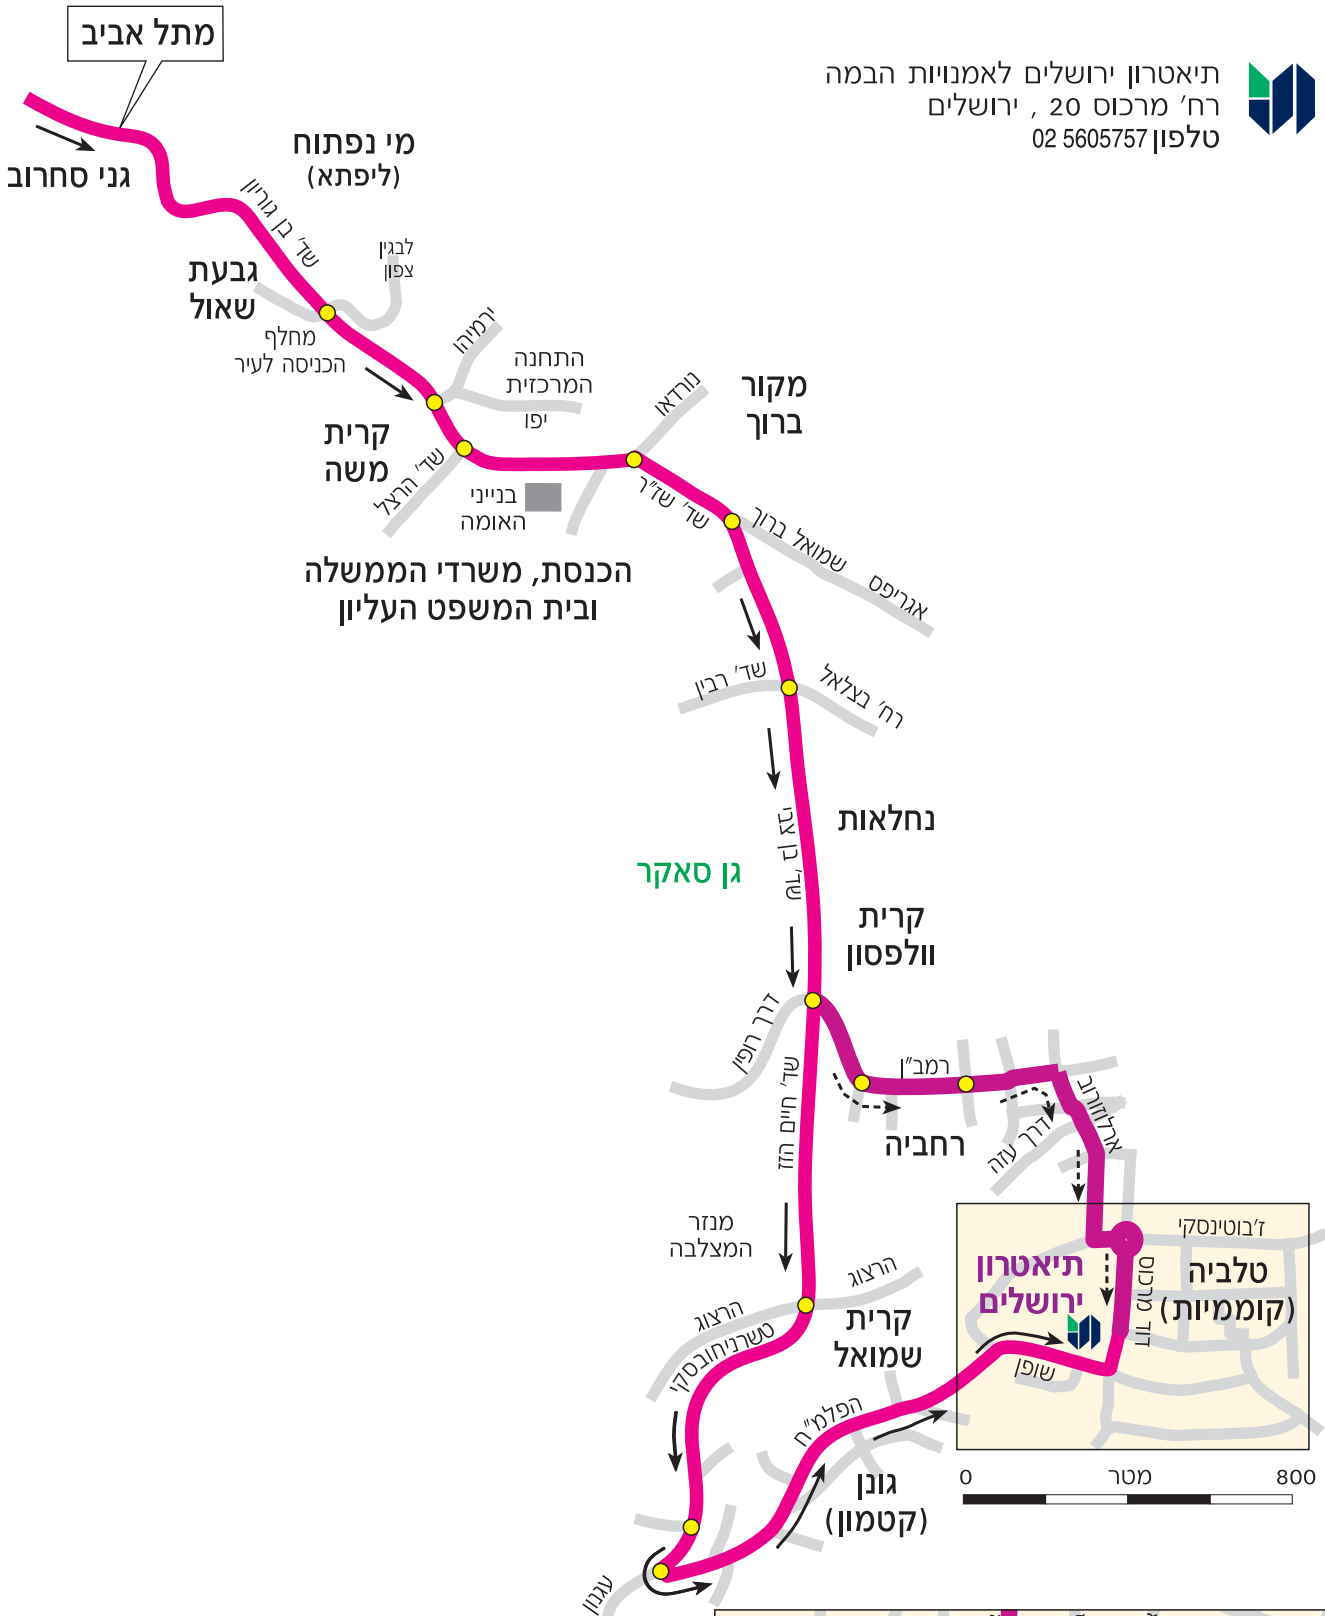 מתל אביב
תיאטרון ירושלים לאמנויות הבמה
רח' מרכוס 20 , ירושלים
טלפון 02 5605757
גני סחרוב
מי נפתוח
(ליפתא)
שד' בן גוריון
לבגין
צפון
גבעת
שאול
מחלף
הכניסה לעיר
ירמיהו
התחנה
המרכזית
יפו
נורדאו
מקור
ברוך
קרית
משה
שד' הרצל
בנייני
האומה
שד' שז"ר
שמואל ברוך
אגריפס
הכנסת, משרדי הממשלה
ובית המשפט העליון
שד' רבין
רח' בצלאל
שד' בן צבי
נחלאות
גן סאקר
קרית
וולפסון
דרך רופין
שד' חיים הזז
רמב"ן
רחביה
דרך עזה
ארלוזורוב
מנזר
המצלבה
ז'בוטינסקי
תיאטרון
ירושלים
דוד מרכוס
טלביה
(קוממיות)
הרצוג
הרצוג
טשרניחובסקי
קרית
שמואל
שופן
הפלמ"ח
גונן
(קטמון)
0 מטר 800
עגנון